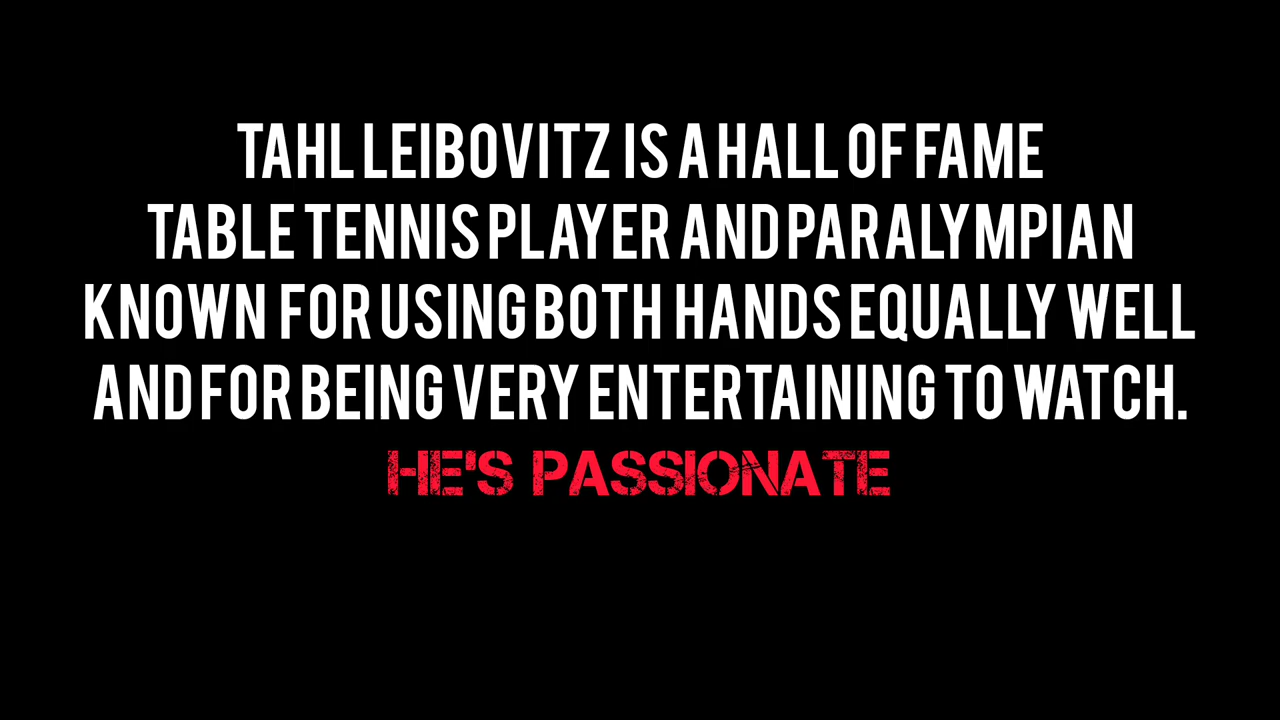 TAHL LEIBOVITZ IS A HALL OF FAME
TABLE TENNIS PLAYER AND PARALYMPIAN
KNOWN FOR USING BOTH HANDS EQUALLY WELL
AND FOR BEING VERY ENTERTAINING TO WATCH.
HE'S PASSIONATE